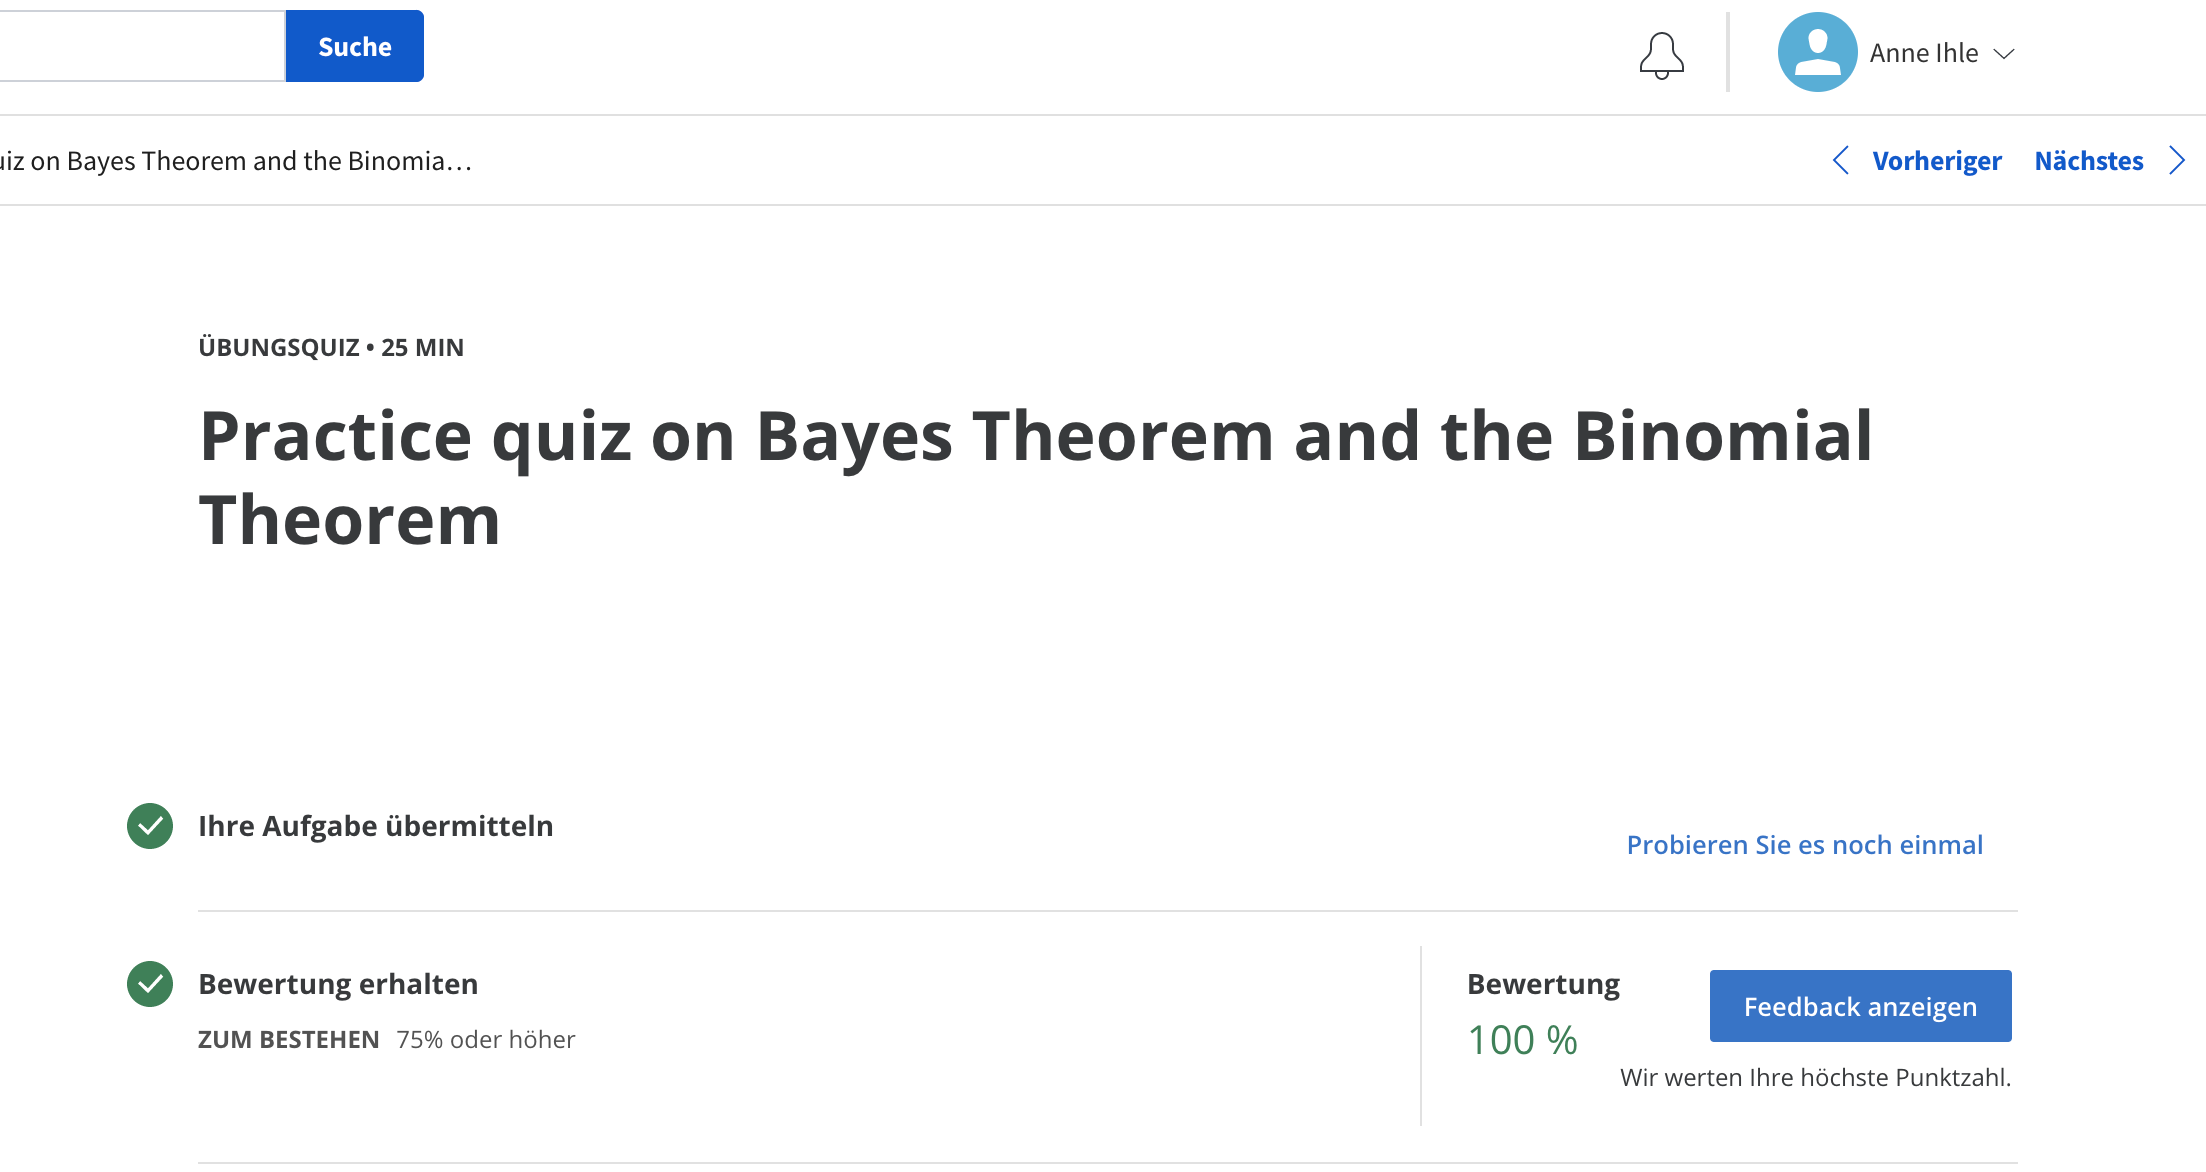 Suche
Anne Ihle
uiz on Bayes Theorem and the Binomia…
Vorheriger
Nächstes
ÜBUNGSQUIZ • 25 MIN
Practice quiz on Bayes Theorem and the Binomial
Theorem
Ihre Aufgabe übermitteln
Probieren Sie es noch einmal
Bewertung erhalten
ZUM BESTEHEN 75% oder höher
Bewertung
100 %
Feedback anzeigen
Wir werten Ihre höchste Punktzahl.